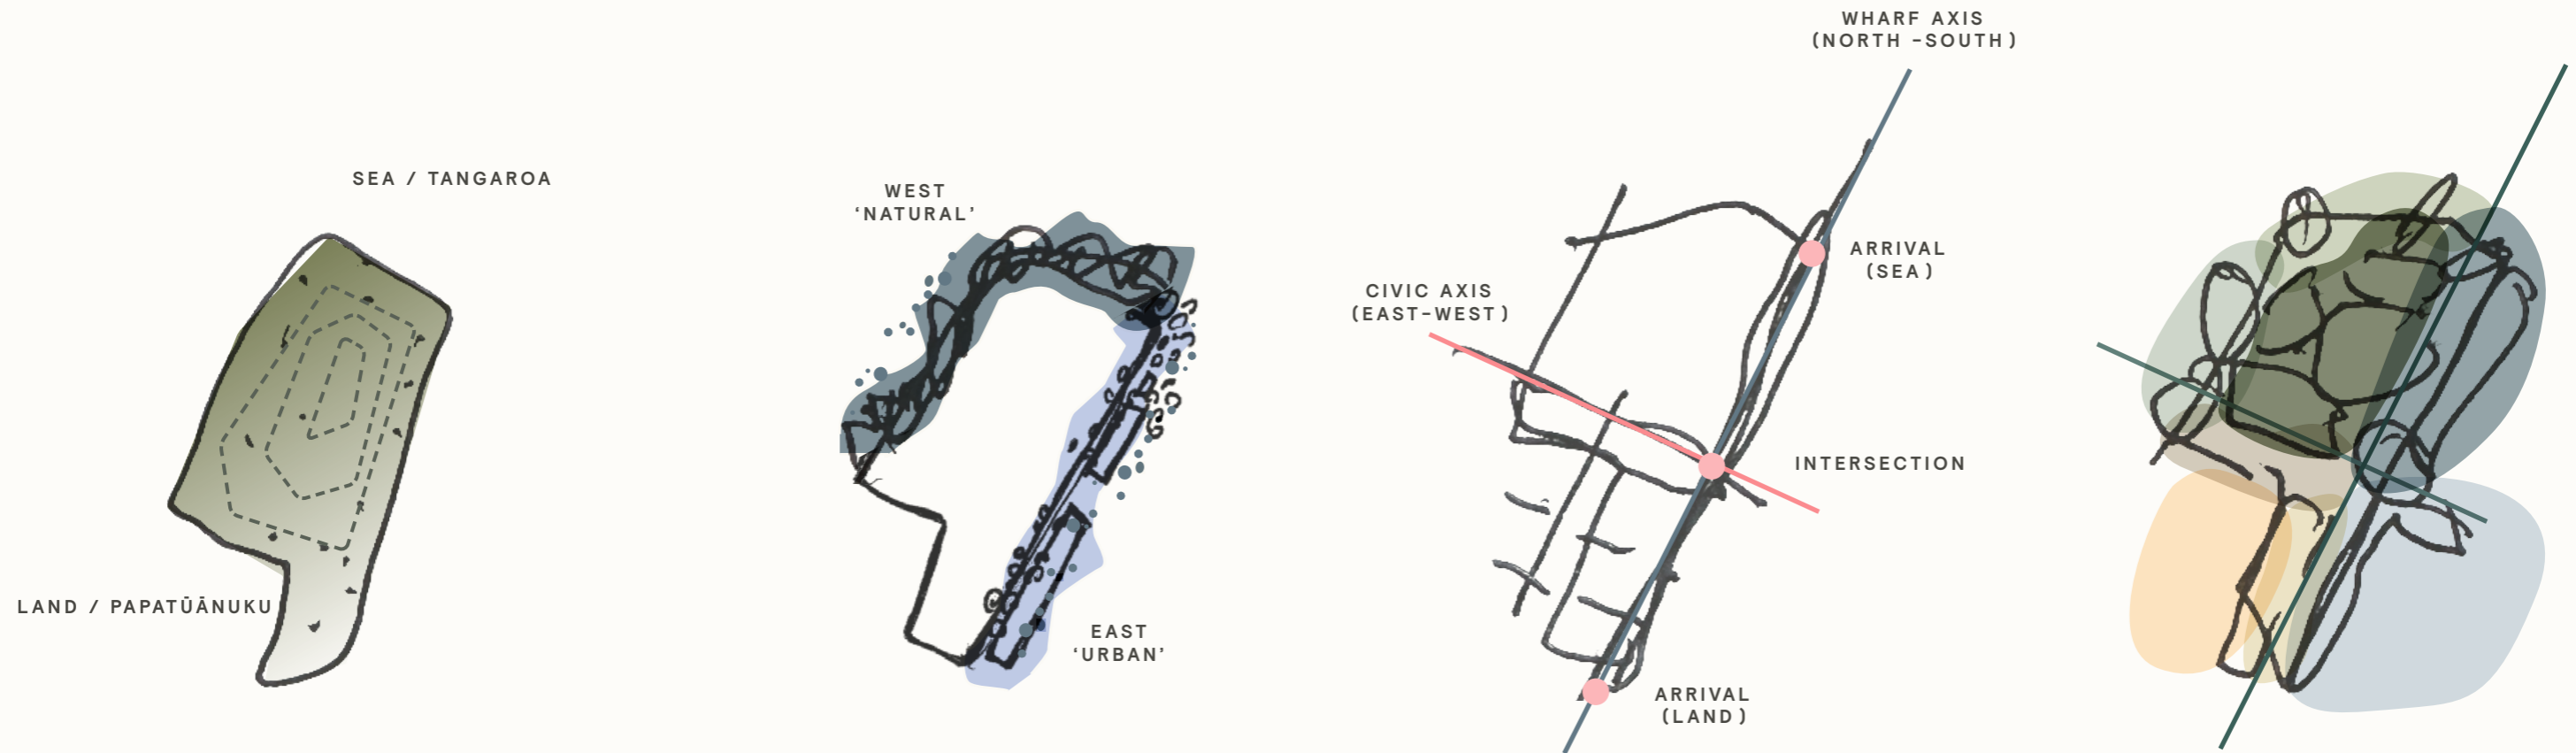 SEA / TANGAROA
LAND / PAPATŪĀNUKU
WEST
‘NATURAL’
EAST
‘URBAN’
WHARF AXIS
(NORTH -SOUTH)
ARRIVAL
(SEA)
CIVIC AXIS
(EAST-WEST)
INTERSECTION
ARRIVAL
(LAND)